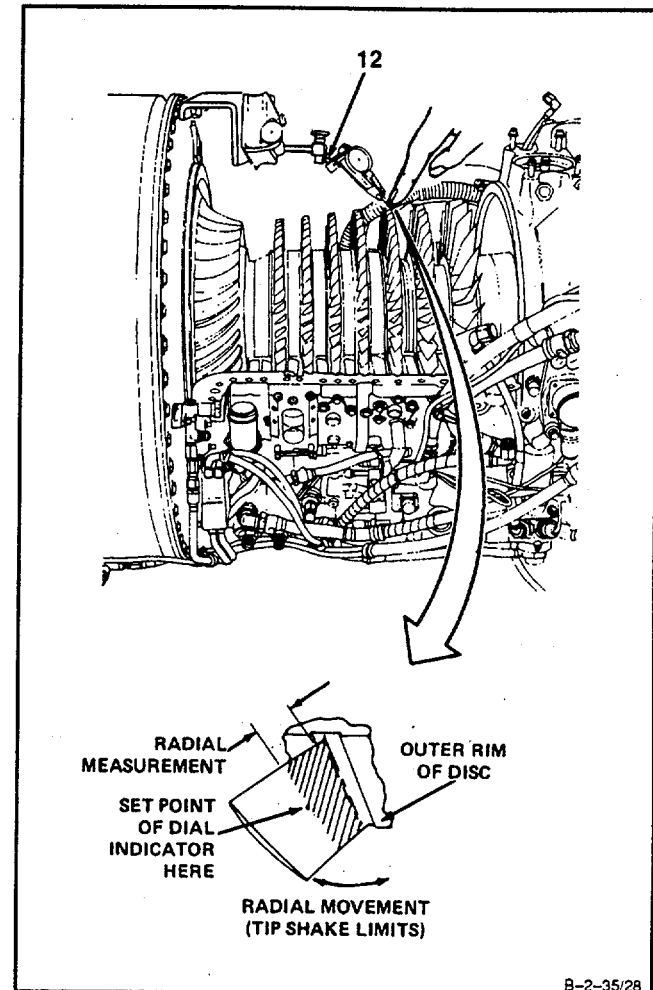 12
RADIAL
MEASUREMENT
OUTER RIM
OF DISC
SET POINT
OF DIAL
INDICATOR
HERE
RADIAL MOVEMENT
(TIP SHAKE LIMITS)
B-2-35/28